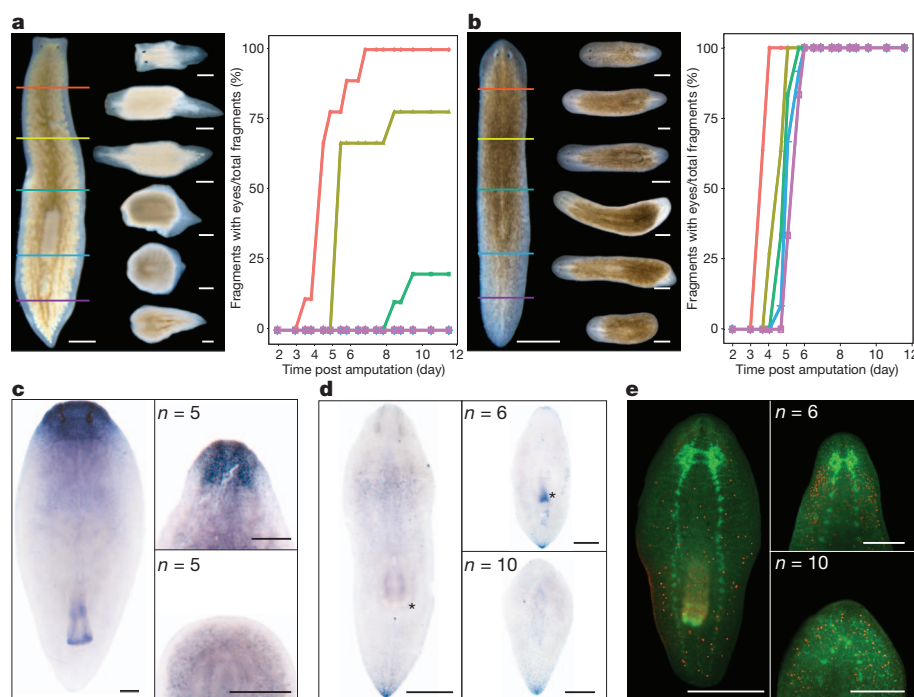 a
b
Fragments with eyes/total fragments (%)
100
75
50
25
0
2 3 4 5 6 8 10 12
Time post amputation (day)
Fragments with eyes/total fragments (%)
100
75
50
25
0
2 3 4 5 6 8 10 12
Time post amputation (day)
c
n = 5
n = 5
d
*
n = 6
*
n = 10
e
n = 6
n = 10